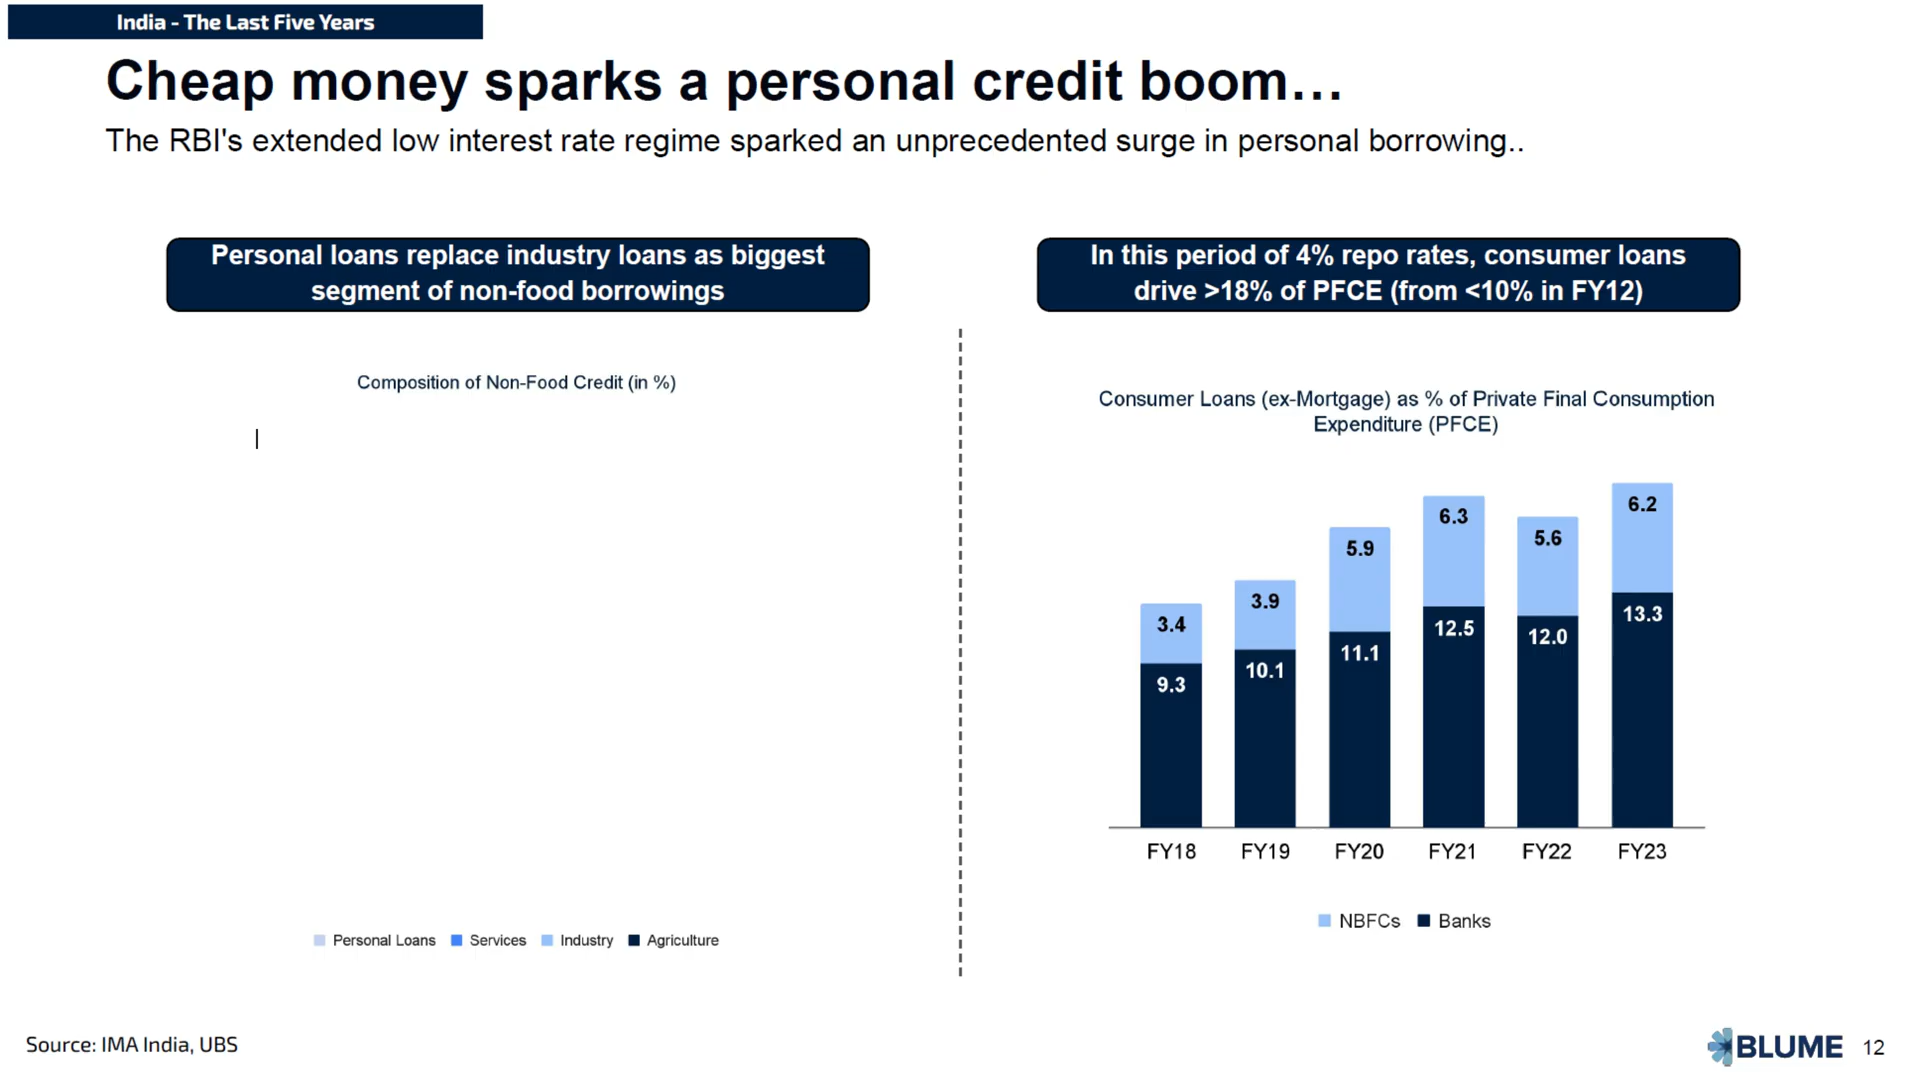 India - The Last Five Years
Cheap money sparks a personal credit boom…
The RBI's extended low interest rate regime sparked an unprecedented surge in personal borrowing..
Personal loans replace industry loans as biggest
segment of non-food borrowings
Composition of Non-Food Credit (in %)
Personal Loans Services Industry Agriculture
In this period of 4% repo rates, consumer loans
drive >18% of PFCE (from <10% in FY12)
Consumer Loans (ex-Mortgage) as % of Private Final Consumption
Expenditure (PFCE)
3.4 3.9 5.9 6.3 5.6 6.2
9.3 10.1 11.1 12.5 12.0 13.3
FY18 FY19 FY20 FY21 FY22 FY23
NBFCs Banks
Source: IMA India, UBS
BLUME 12